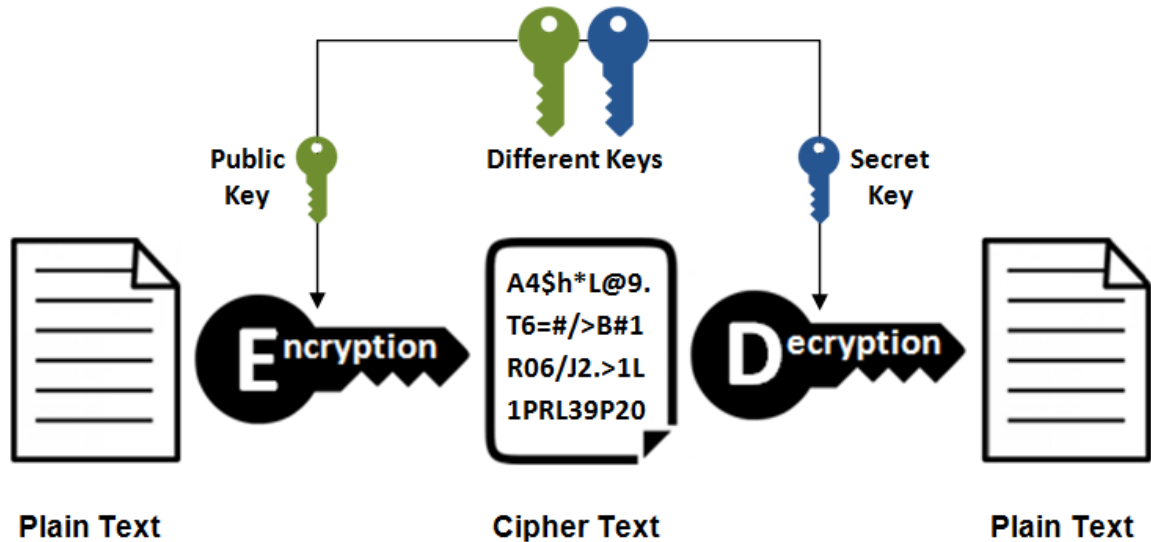 Public
Key
Different Keys
Secret
Key
Encryption
A4$h*L@9.
T6=#/>B#1
R06/J2.>1L
1PRL39P20
Decryption
Plain Text
Cipher Text
Plain Text